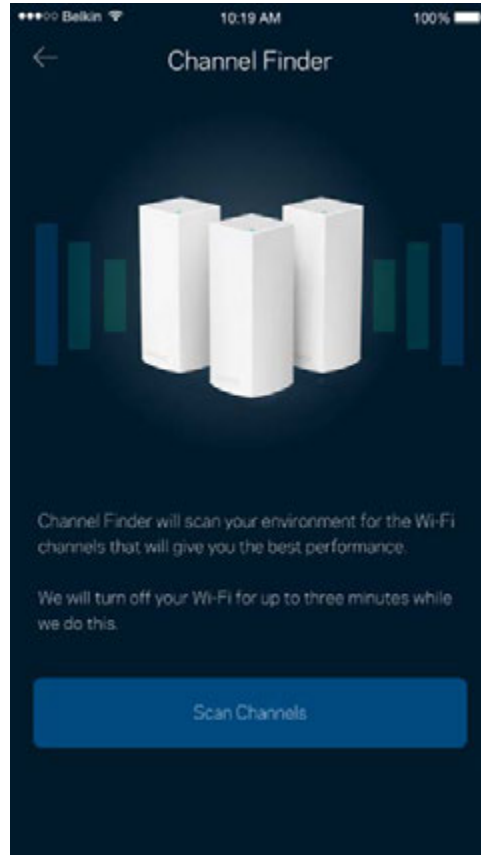 Belkin 10:19 AM 100%
Channel Finder
Channel Finder will scan your environment for the Wi-Fi
channels that will give you the best performance.
We will turn off your Wi-Fi for up to three minutes while
we do this.
Scan Channels